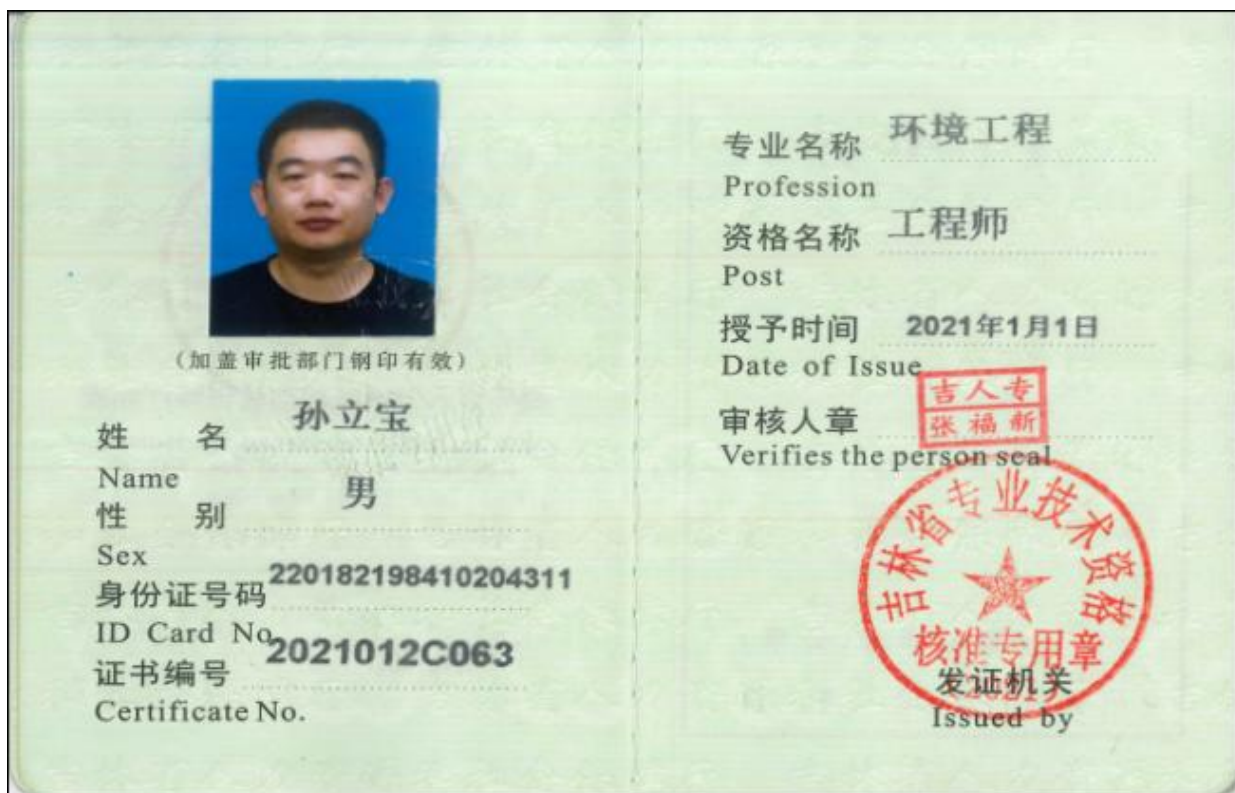 (加盖审批部门钢印有效)
姓 名 孙立宝
Name
性 别 男
Sex
身份证号码 220182198410204311
ID Card No.
证书编号 2021012C063
Certificate No.
专业名称 环境工程
Profession
资格名称 工程师
Post
授予时间 2021年1月1日
Date of Issue
吉人专
审核人章 张福新
Verifies the person seal
吉林省专业技术资格
核准专用章
发证机关
Issued by